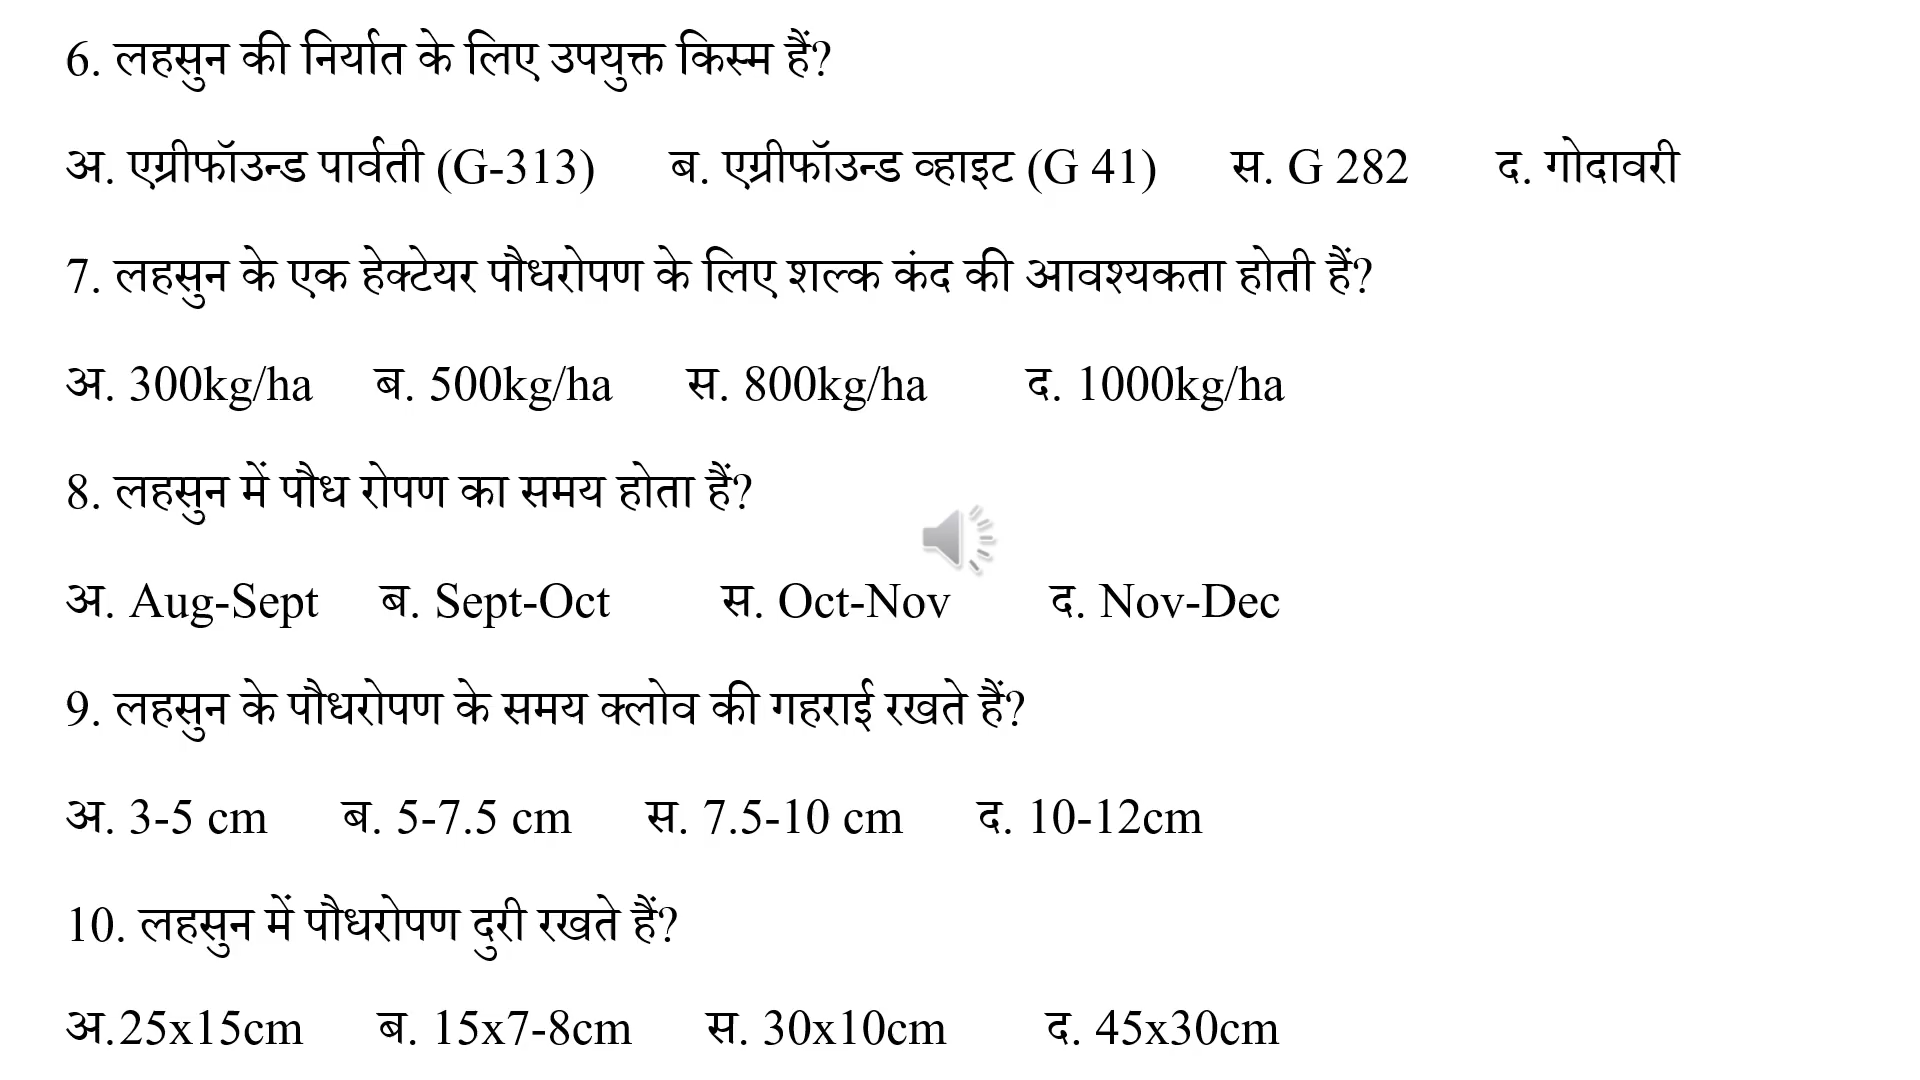 6. लहसुन की निर्यात के लिए उपयुक्त किस्म हैं?
अ. एग्रीफॉउन्ड पार्वती (G-313) ब. एग्रीफॉउन्ड व्हाइट (G 41) स. G 282 द. गोदावरी
7. लहसुन के एक हेक्टेयर पौधरोपण के लिए शल्क कंद की आवश्यकता होती हैं?
अ. 300kg/ha ब. 500kg/ha स. 800kg/ha द. 1000kg/ha
8. लहसुन में पौध रोपण का समय होता हैं?
अ. Aug-Sept ब. Sept-Oct स. Oct-Nov द. Nov-Dec
9. लहसुन के पौधरोपण के समय क्लोव की गहराई रखते हैं?
अ. 3-5 cm ब. 5-7.5 cm स. 7.5-10 cm द. 10-12cm
10. लहसुन में पौधरोपण दुरी रखते हैं?
अ.25x15cm ब. 15x7-8cm स. 30x10cm द. 45x30cm